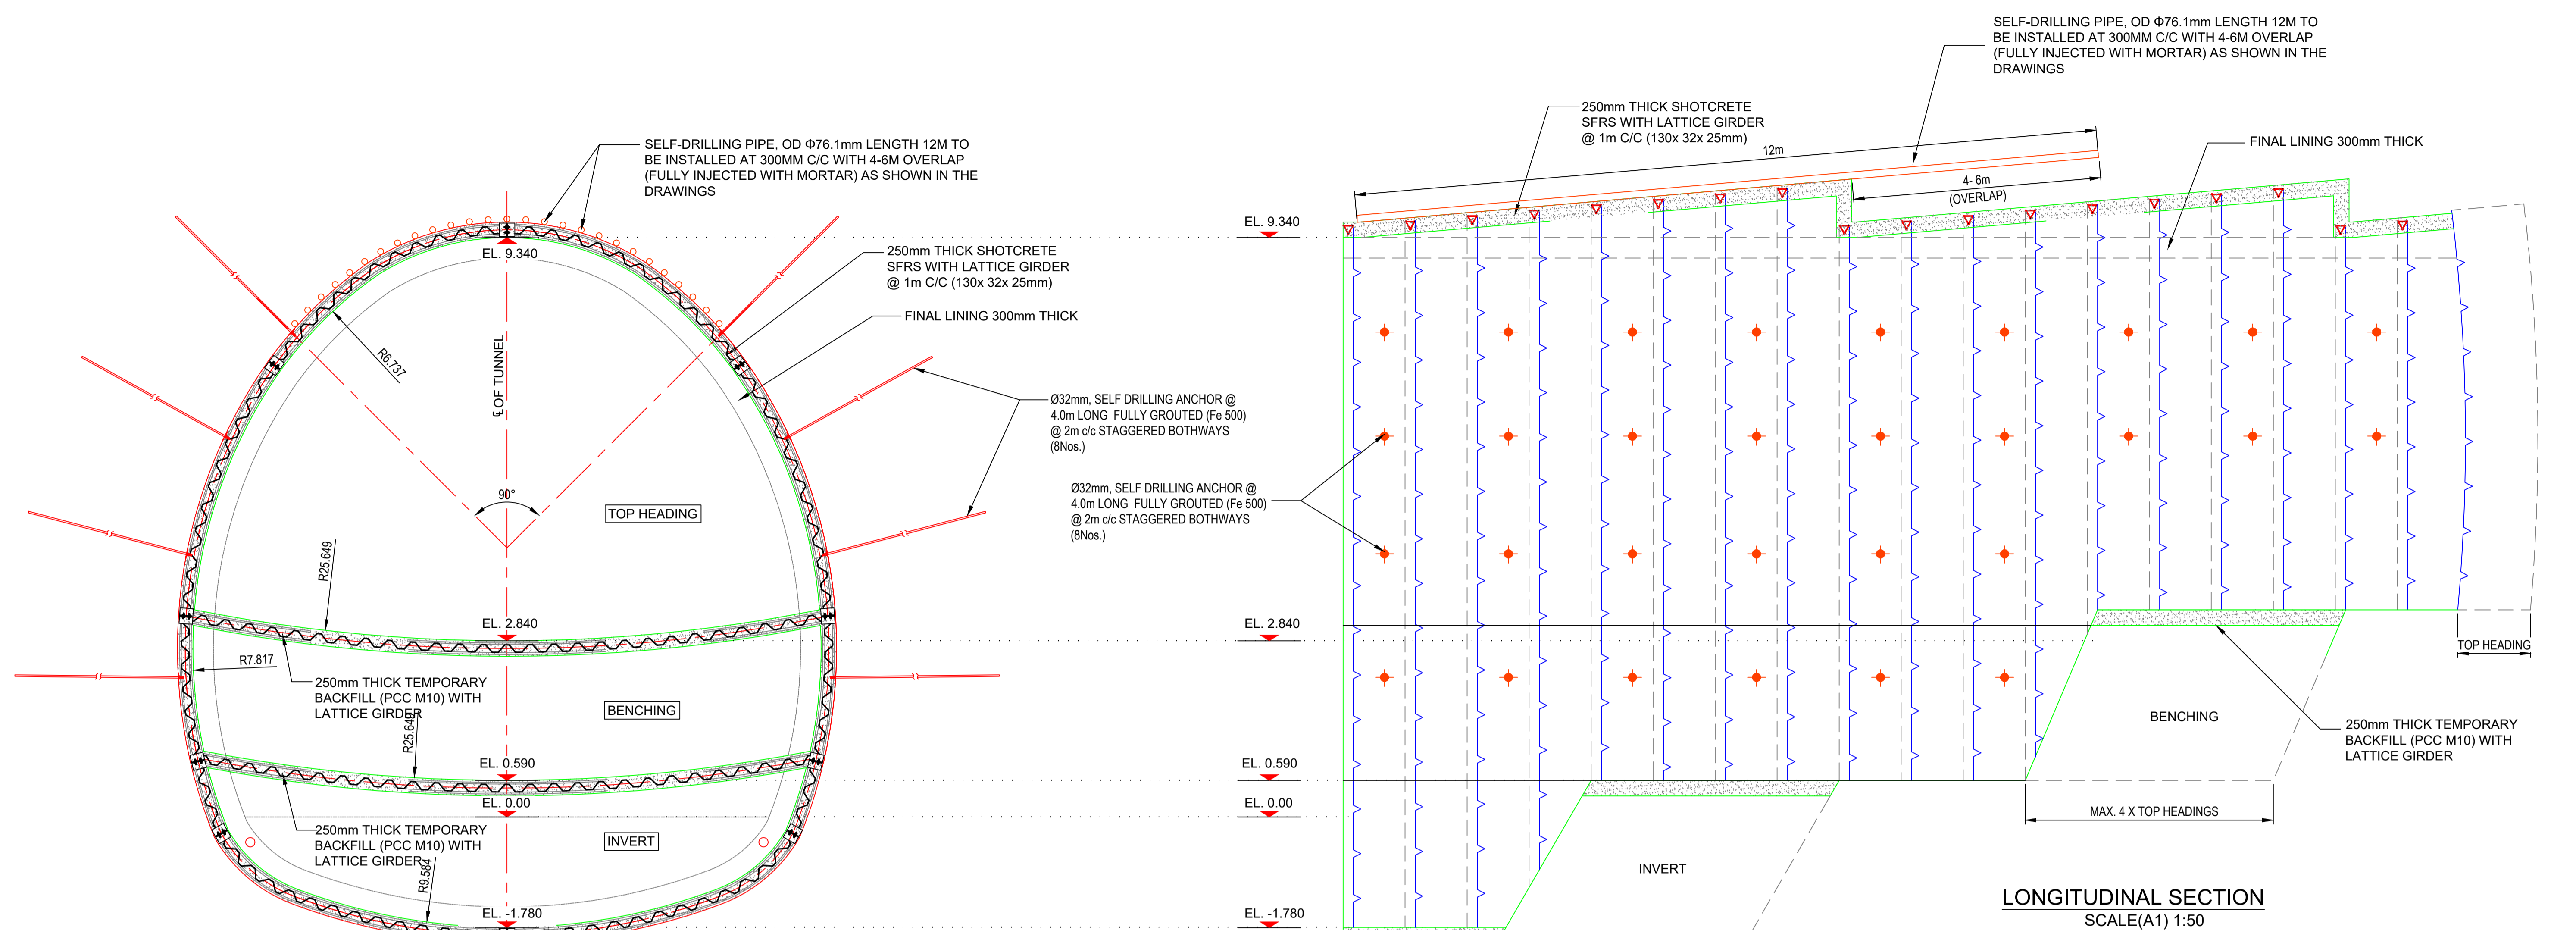 SELF-DRILLING PIPE, OD Φ76.1mm LENGTH 12M TO
BE INSTALLED AT 300MM C/C WITH 4-6M OVERLAP
(FULLY INJECTED WITH MORTAR) AS SHOWN IN THE
DRAWINGS
250mm THICK SHOTCRETE
SFRS WITH LATTICE GIRDER
@ 1m C/C (130x 32x 25mm)
FINAL LINING 300mm THICK
Ø32mm, SELF DRILLING ANCHOR @
4.0m LONG FULLY GROUTED (Fe 500)
@ 2m c/c STAGGERED BOTHWAYS
(8Nos.)
EL. 9.340
R6.737
℄ OF TUNNEL
90°
TOP HEADING
R25.649
EL. 2.840
R7.817
250mm THICK TEMPORARY
BACKFILL (PCC M10) WITH
LATTICE GIRDER
R25.649
BENCHING
EL. 0.590
EL. 0.00
250mm THICK TEMPORARY
BACKFILL (PCC M10) WITH
LATTICE GIRDER
INVERT
R9.584
EL. -1.780
SELF-DRILLING PIPE, OD Φ76.1mm LENGTH 12M TO
BE INSTALLED AT 300MM C/C WITH 4-6M OVERLAP
(FULLY INJECTED WITH MORTAR) AS SHOWN IN THE
DRAWINGS
250mm THICK SHOTCRETE
SFRS WITH LATTICE GIRDER
@ 1m C/C (130x 32x 25mm)
12m
FINAL LINING 300mm THICK
4- 6m
(OVERLAP)
EL. 9.340
Ø32mm, SELF DRILLING ANCHOR @
4.0m LONG FULLY GROUTED (Fe 500)
@ 2m c/c STAGGERED BOTHWAYS
(8Nos.)
EL. 2.840
TOP HEADING
BENCHING
250mm THICK TEMPORARY
BACKFILL (PCC M10) WITH
LATTICE GIRDER
EL. 0.590
EL. 0.00
MAX. 4 X TOP HEADINGS
INVERT
EL. -1.780
LONGITUDINAL SECTION
SCALE(A1) 1:50